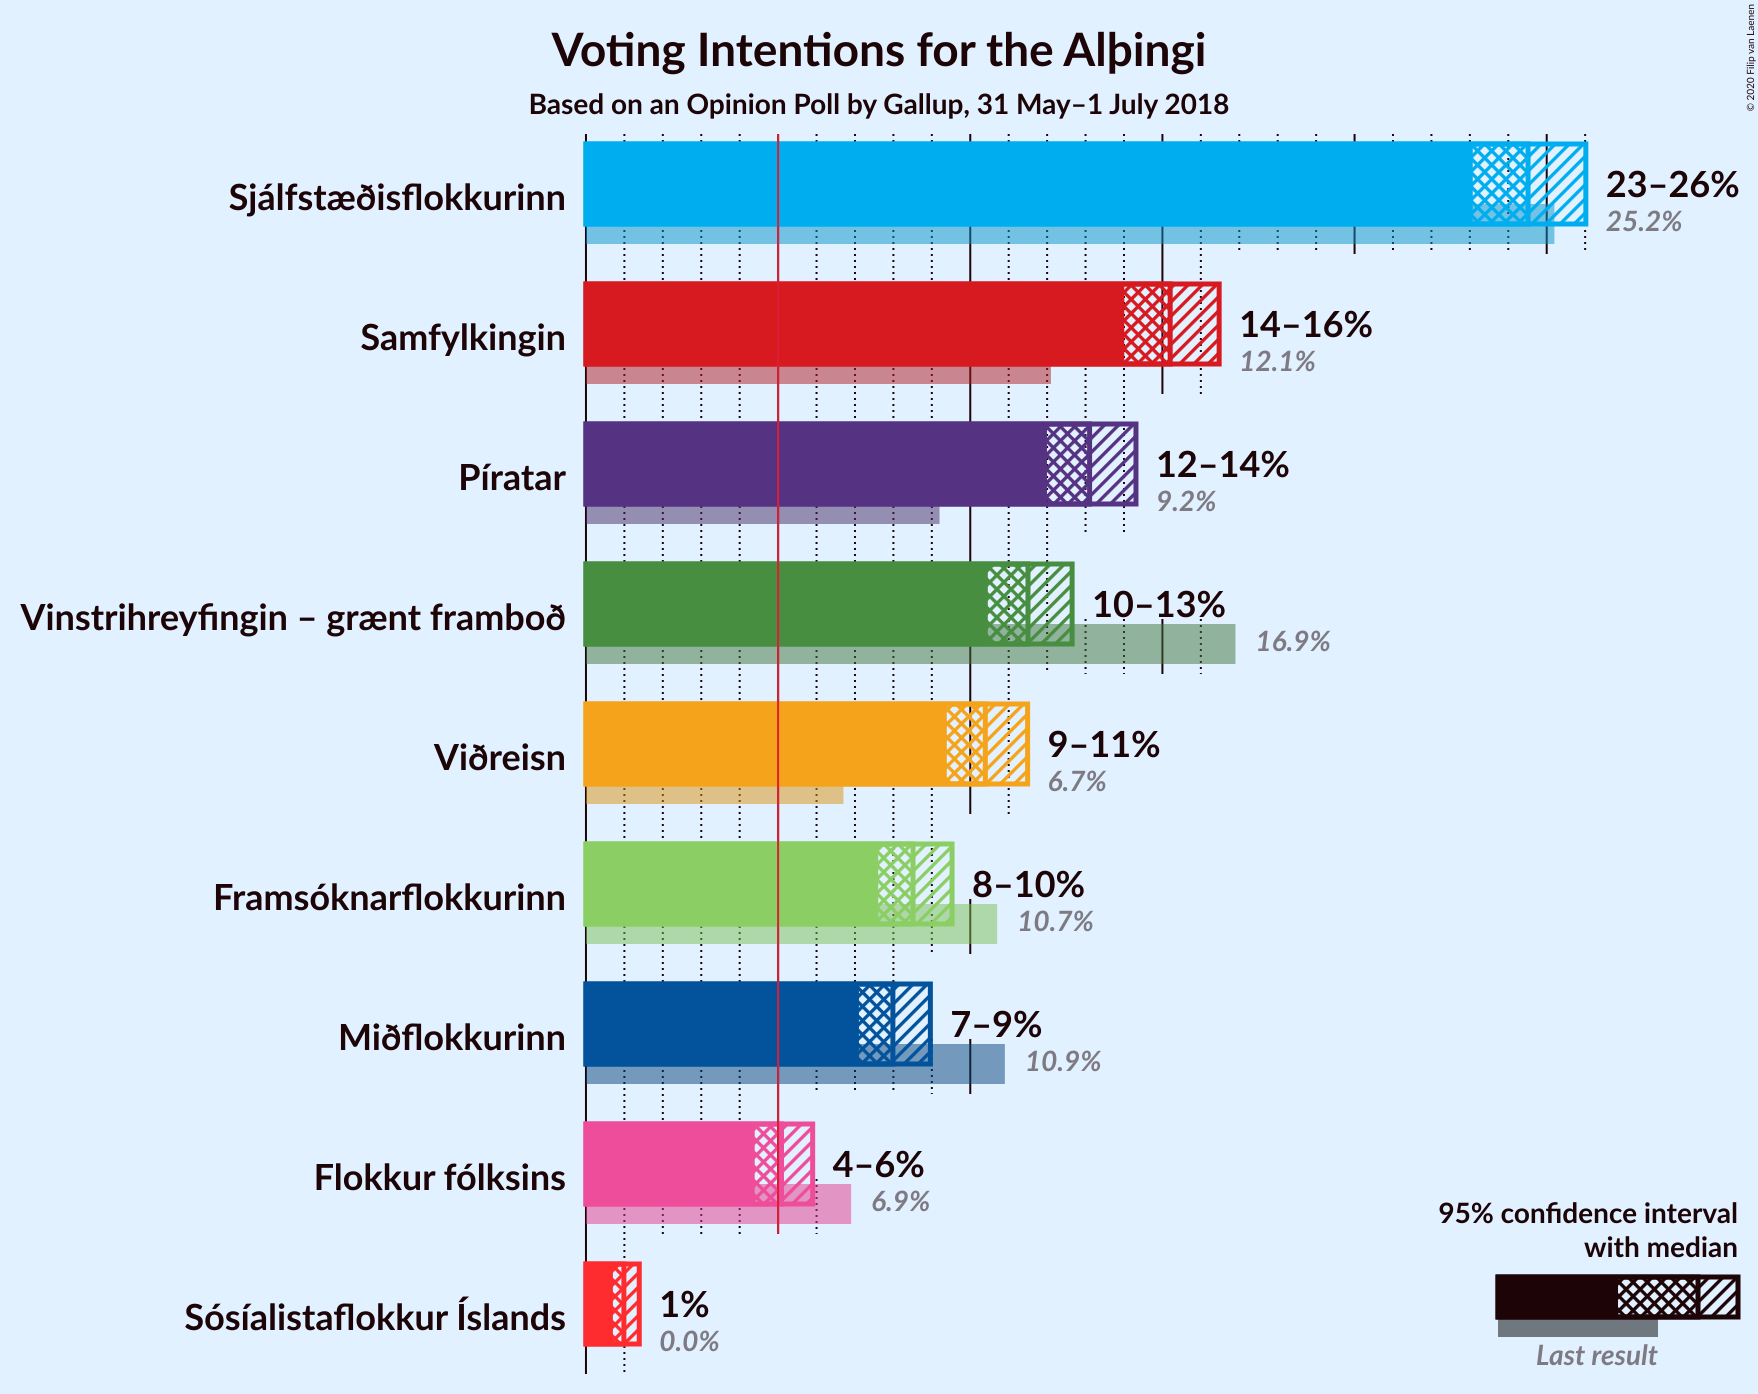 Voting Intentions for the Alþingi
Based on an Opinion Poll by Gallup, 31 May–1 July 2018
© 2020 Filip van Laenen
Sjálfstæðisflokkurinn
23–26%
25.2%
Samfylkingin
14–16%
12.1%
Píratar
12–14%
9.2%
Vinstrihreyfingin – grænt framboð
10–13%
16.9%
Viðreisn
9–11%
6.7%
Framsóknarflokkurinn
8–10%
10.7%
Miðflokkurinn
7–9%
10.9%
Flokkur fólksins
4–6%
6.9%
Sósíalistaflokkur Íslands
1%
0.0%
95% confidence interval
with median
Last result